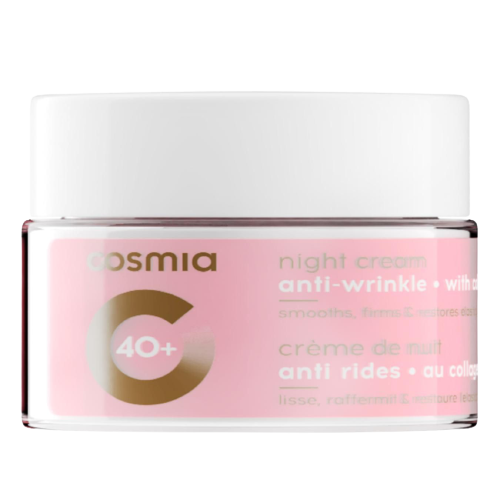 cosmia
40+
night cream
anti-wrinkle • with
smooths, firms & restores
crème de nuit
anti rides • au
lisse, raffermit & restaure